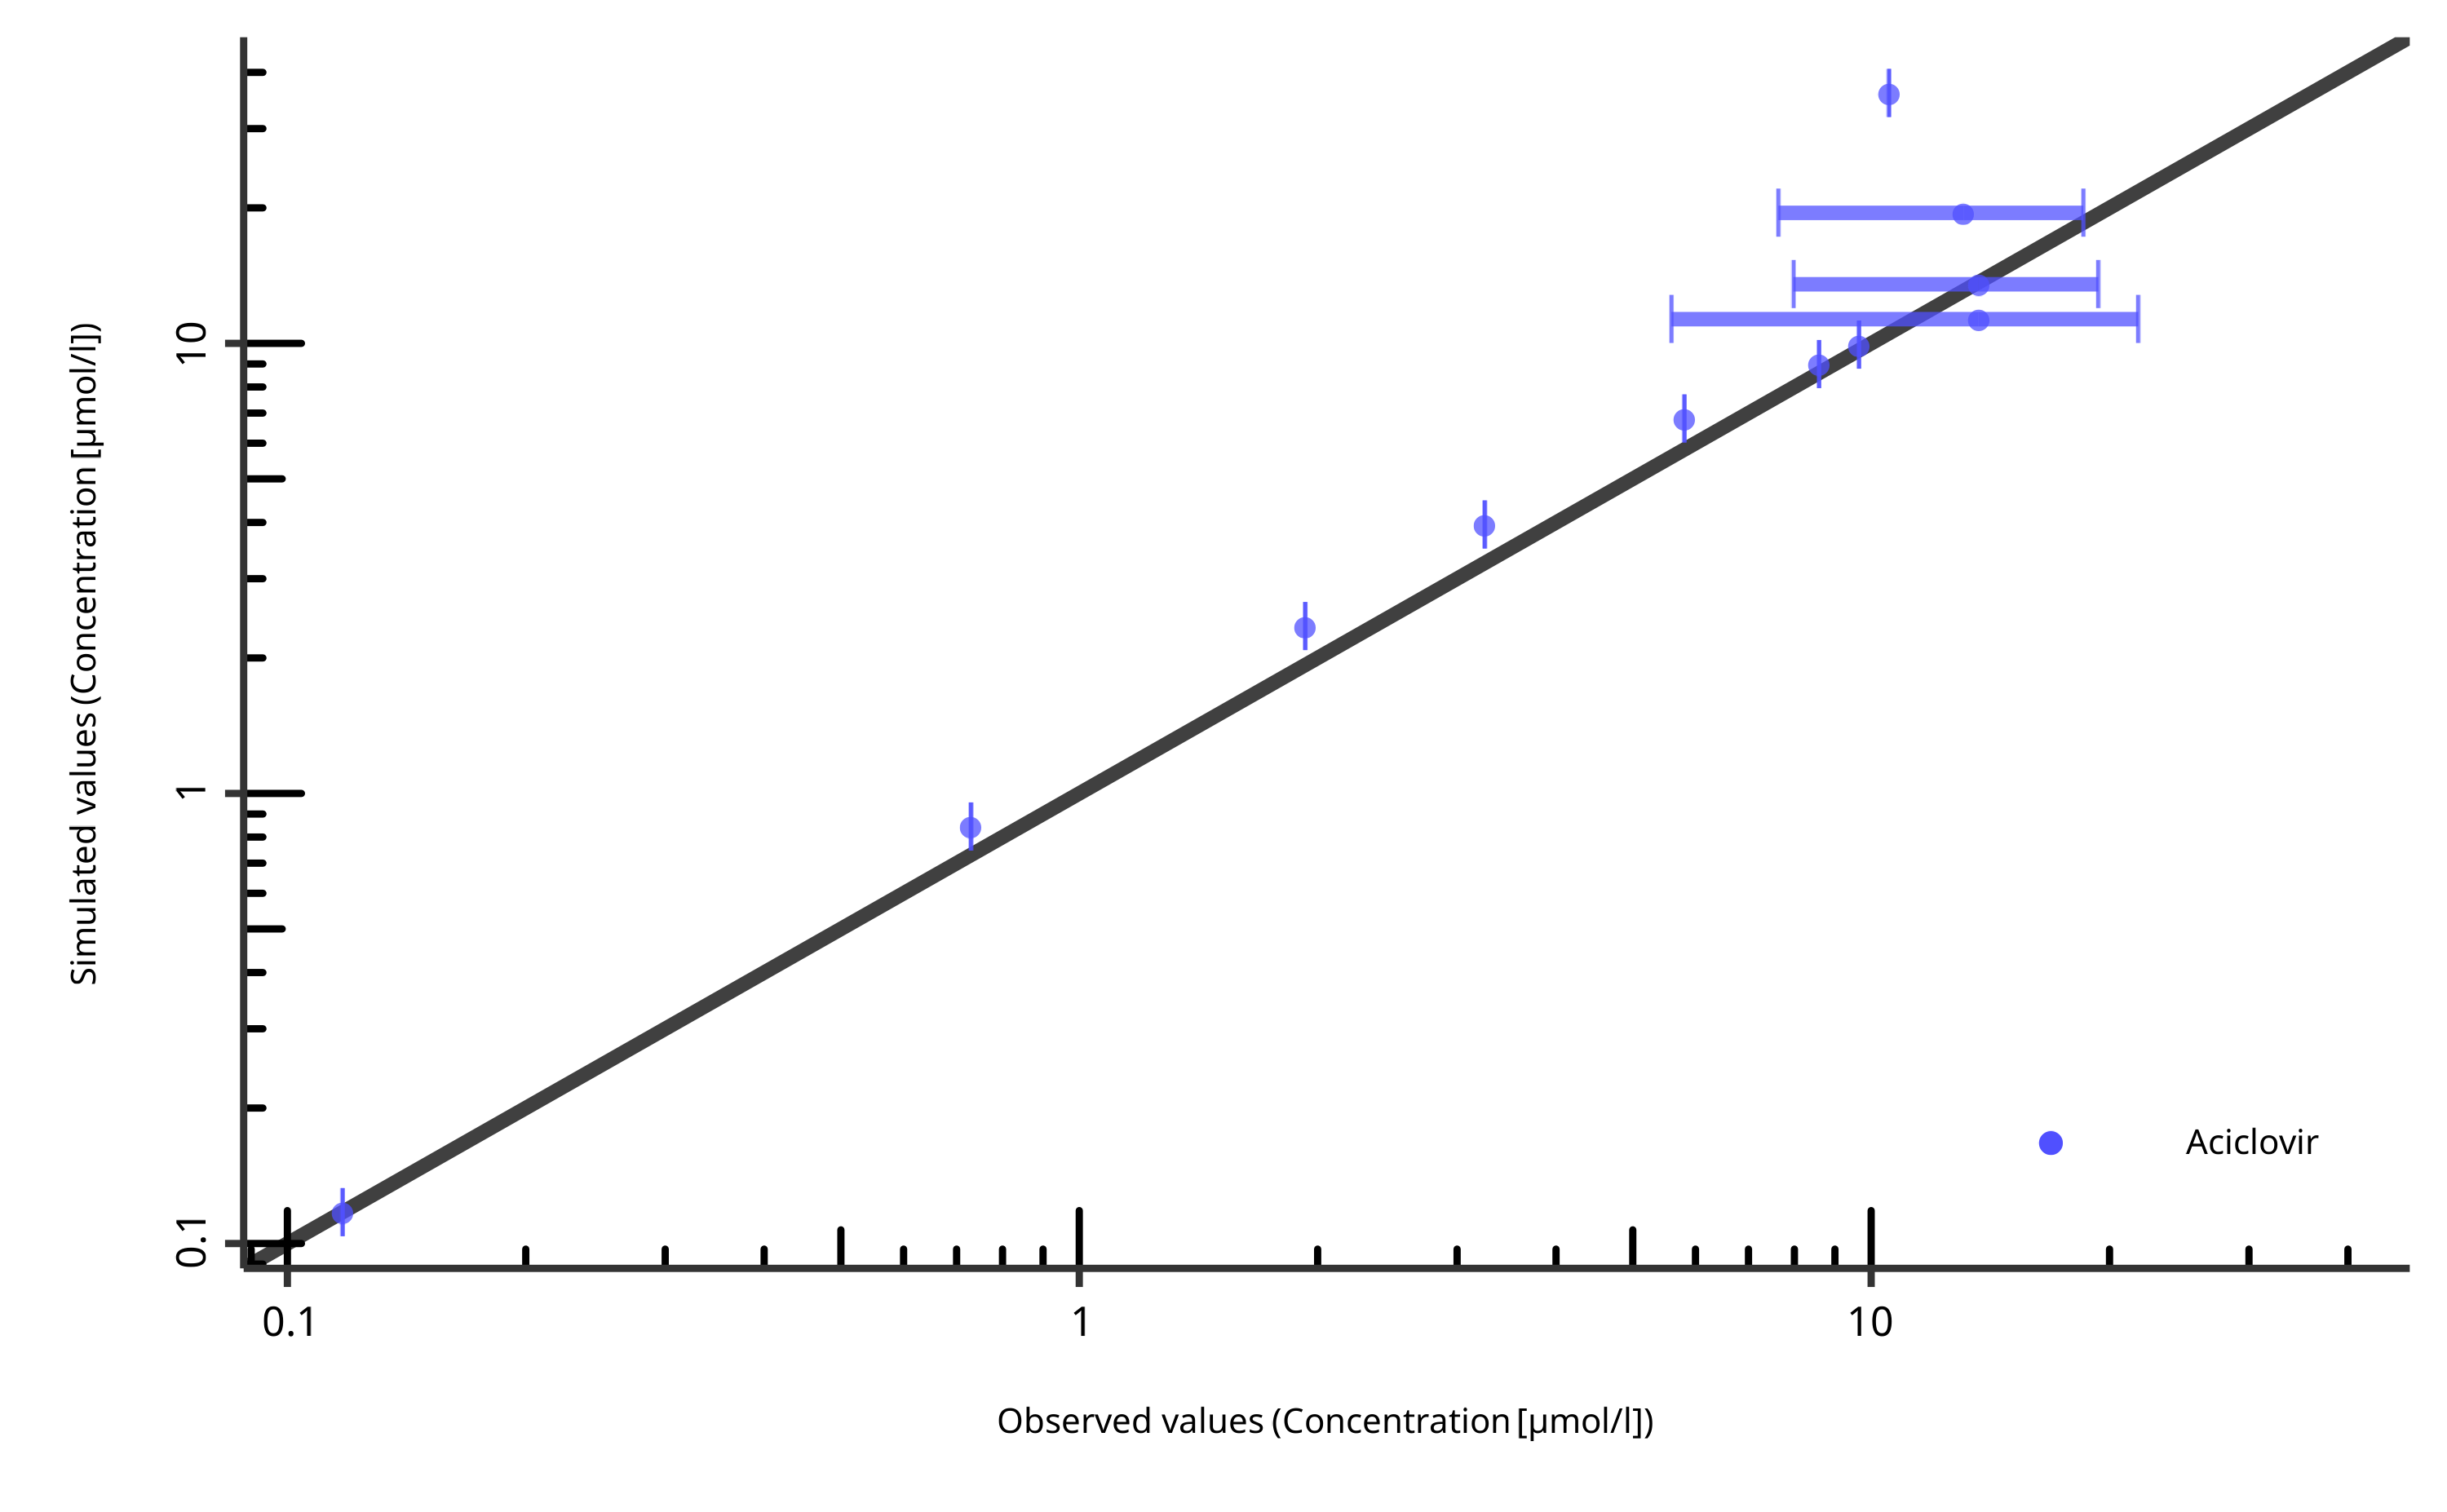 Simulated values (Concentration [µmol/l])
10
1
0.1
Aciclovir
0.1
1
10
Observed values (Concentration [µmol/l])